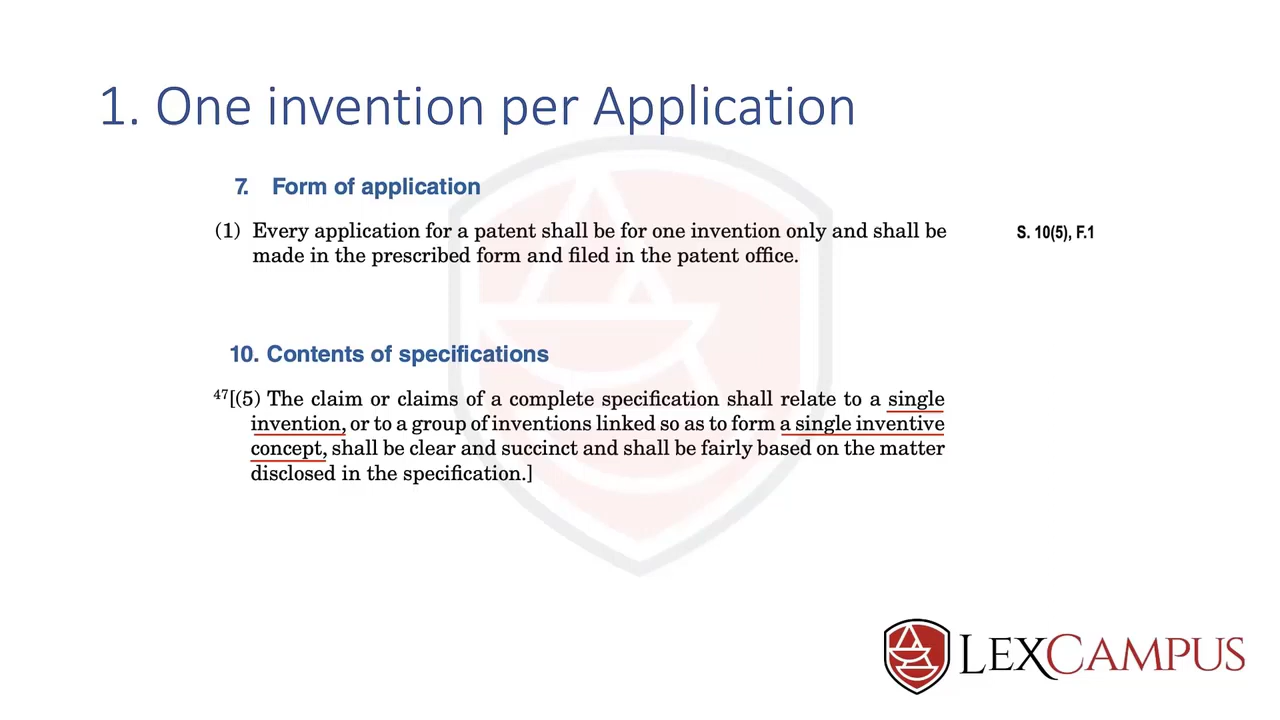 1. One invention per Application
7. Form of application
(1) Every application for a patent shall be for one invention only and shall be
made in the prescribed form and filed in the patent office.
S. 10(5), F.1
10. Contents of specifications
47[(5) The claim or claims of a complete specification shall relate to a single
invention, or to a group of inventions linked so as to form a single inventive
concept, shall be clear and succinct and shall be fairly based on the matter
disclosed in the specification.]
LEXCAMPUS